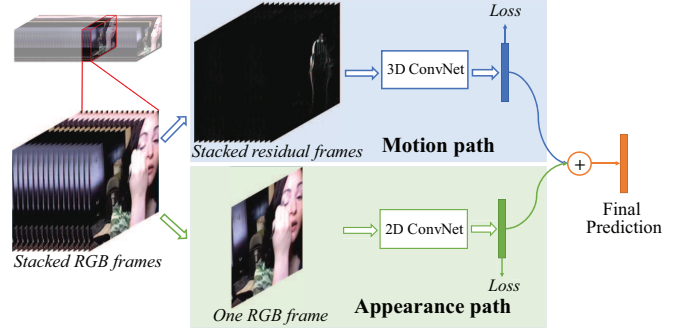 Loss
3D ConvNet
Stacked residual frames
Motion path
+
Final
Prediction
2D ConvNet
Stacked RGB frames
Loss
One RGB frame
Appearance path